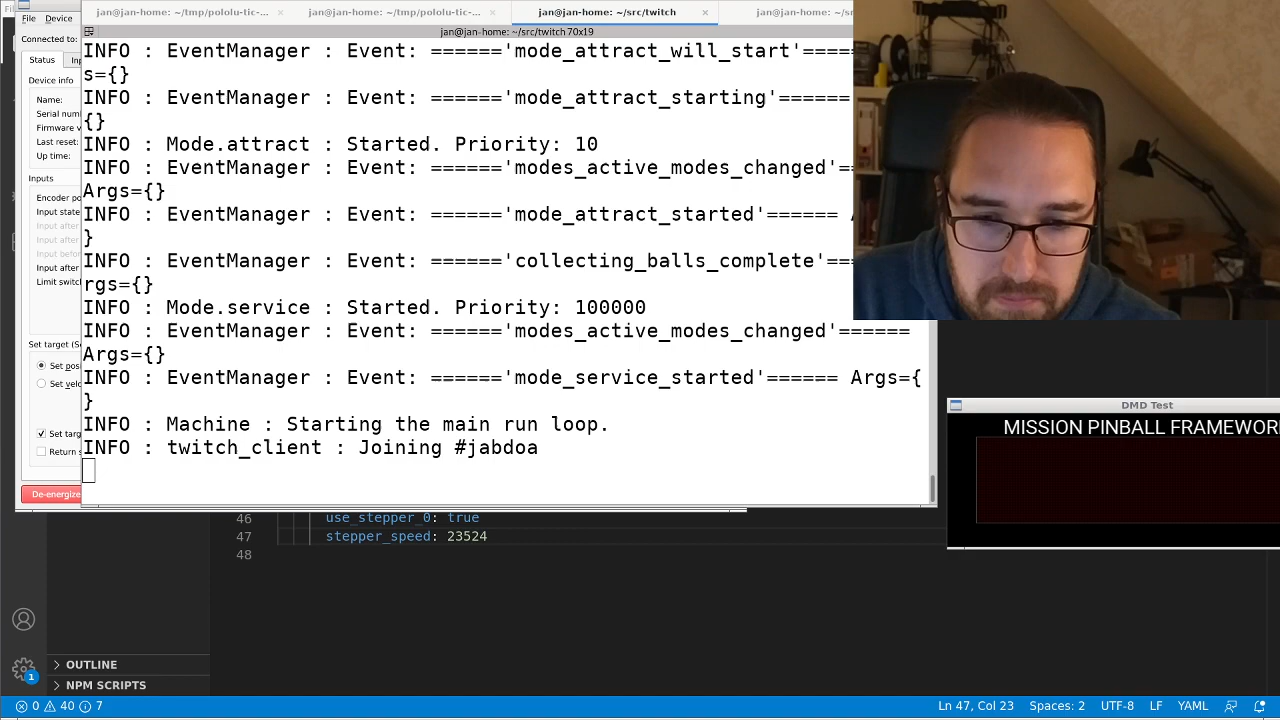 jan@jan-home: ~/tmp/pololu-tic-...
jan@jan-home: ~/tmp/pololu-tic-...
jan@jan-home: ~/src/twitch
jan@jan-home: ~/sr
File Device
jan@jan-home: ~/src/twitch 70x19
Connected to:
Status
Device info
Name:
Serial num
Firmware v
Last reset:
Up time:
Inputs
Encoder po
Input state
Input after
Input befor
Input after
Limit switc
Set target (Se
Set pos
Set velo
Set targ
Return s
De-energize
INFO : EventManager : Event: ======'mode_attract_will_start'=====
s={}
INFO : EventManager : Event: ======'mode_attract_starting'======
{}
INFO : Mode.attract : Started. Priority: 10
INFO : EventManager : Event: ======'modes_active_modes_changed'==
Args={}
INFO : EventManager : Event: ======'mode_attract_started'======
}
INFO : EventManager : Event: ======'collecting_balls_complete'===
rgs={}
INFO : Mode.service : Started. Priority: 100000
INFO : EventManager : Event: ======'modes_active_modes_changed'======
Args={}
INFO : EventManager : Event: ======'mode_service_started'====== Args={
}
INFO : Machine : Starting the main run loop.
INFO : twitch_client : Joining #jabdoa
DMD Test
MISSION PINBALL FRAMEWOR
46 use_stepper_0: true
47 stepper_speed: 23524
48
OUTLINE
NPM SCRIPTS
1
0 40 7
Ln 47, Col 23 Spaces: 2 UTF-8 LF YAML